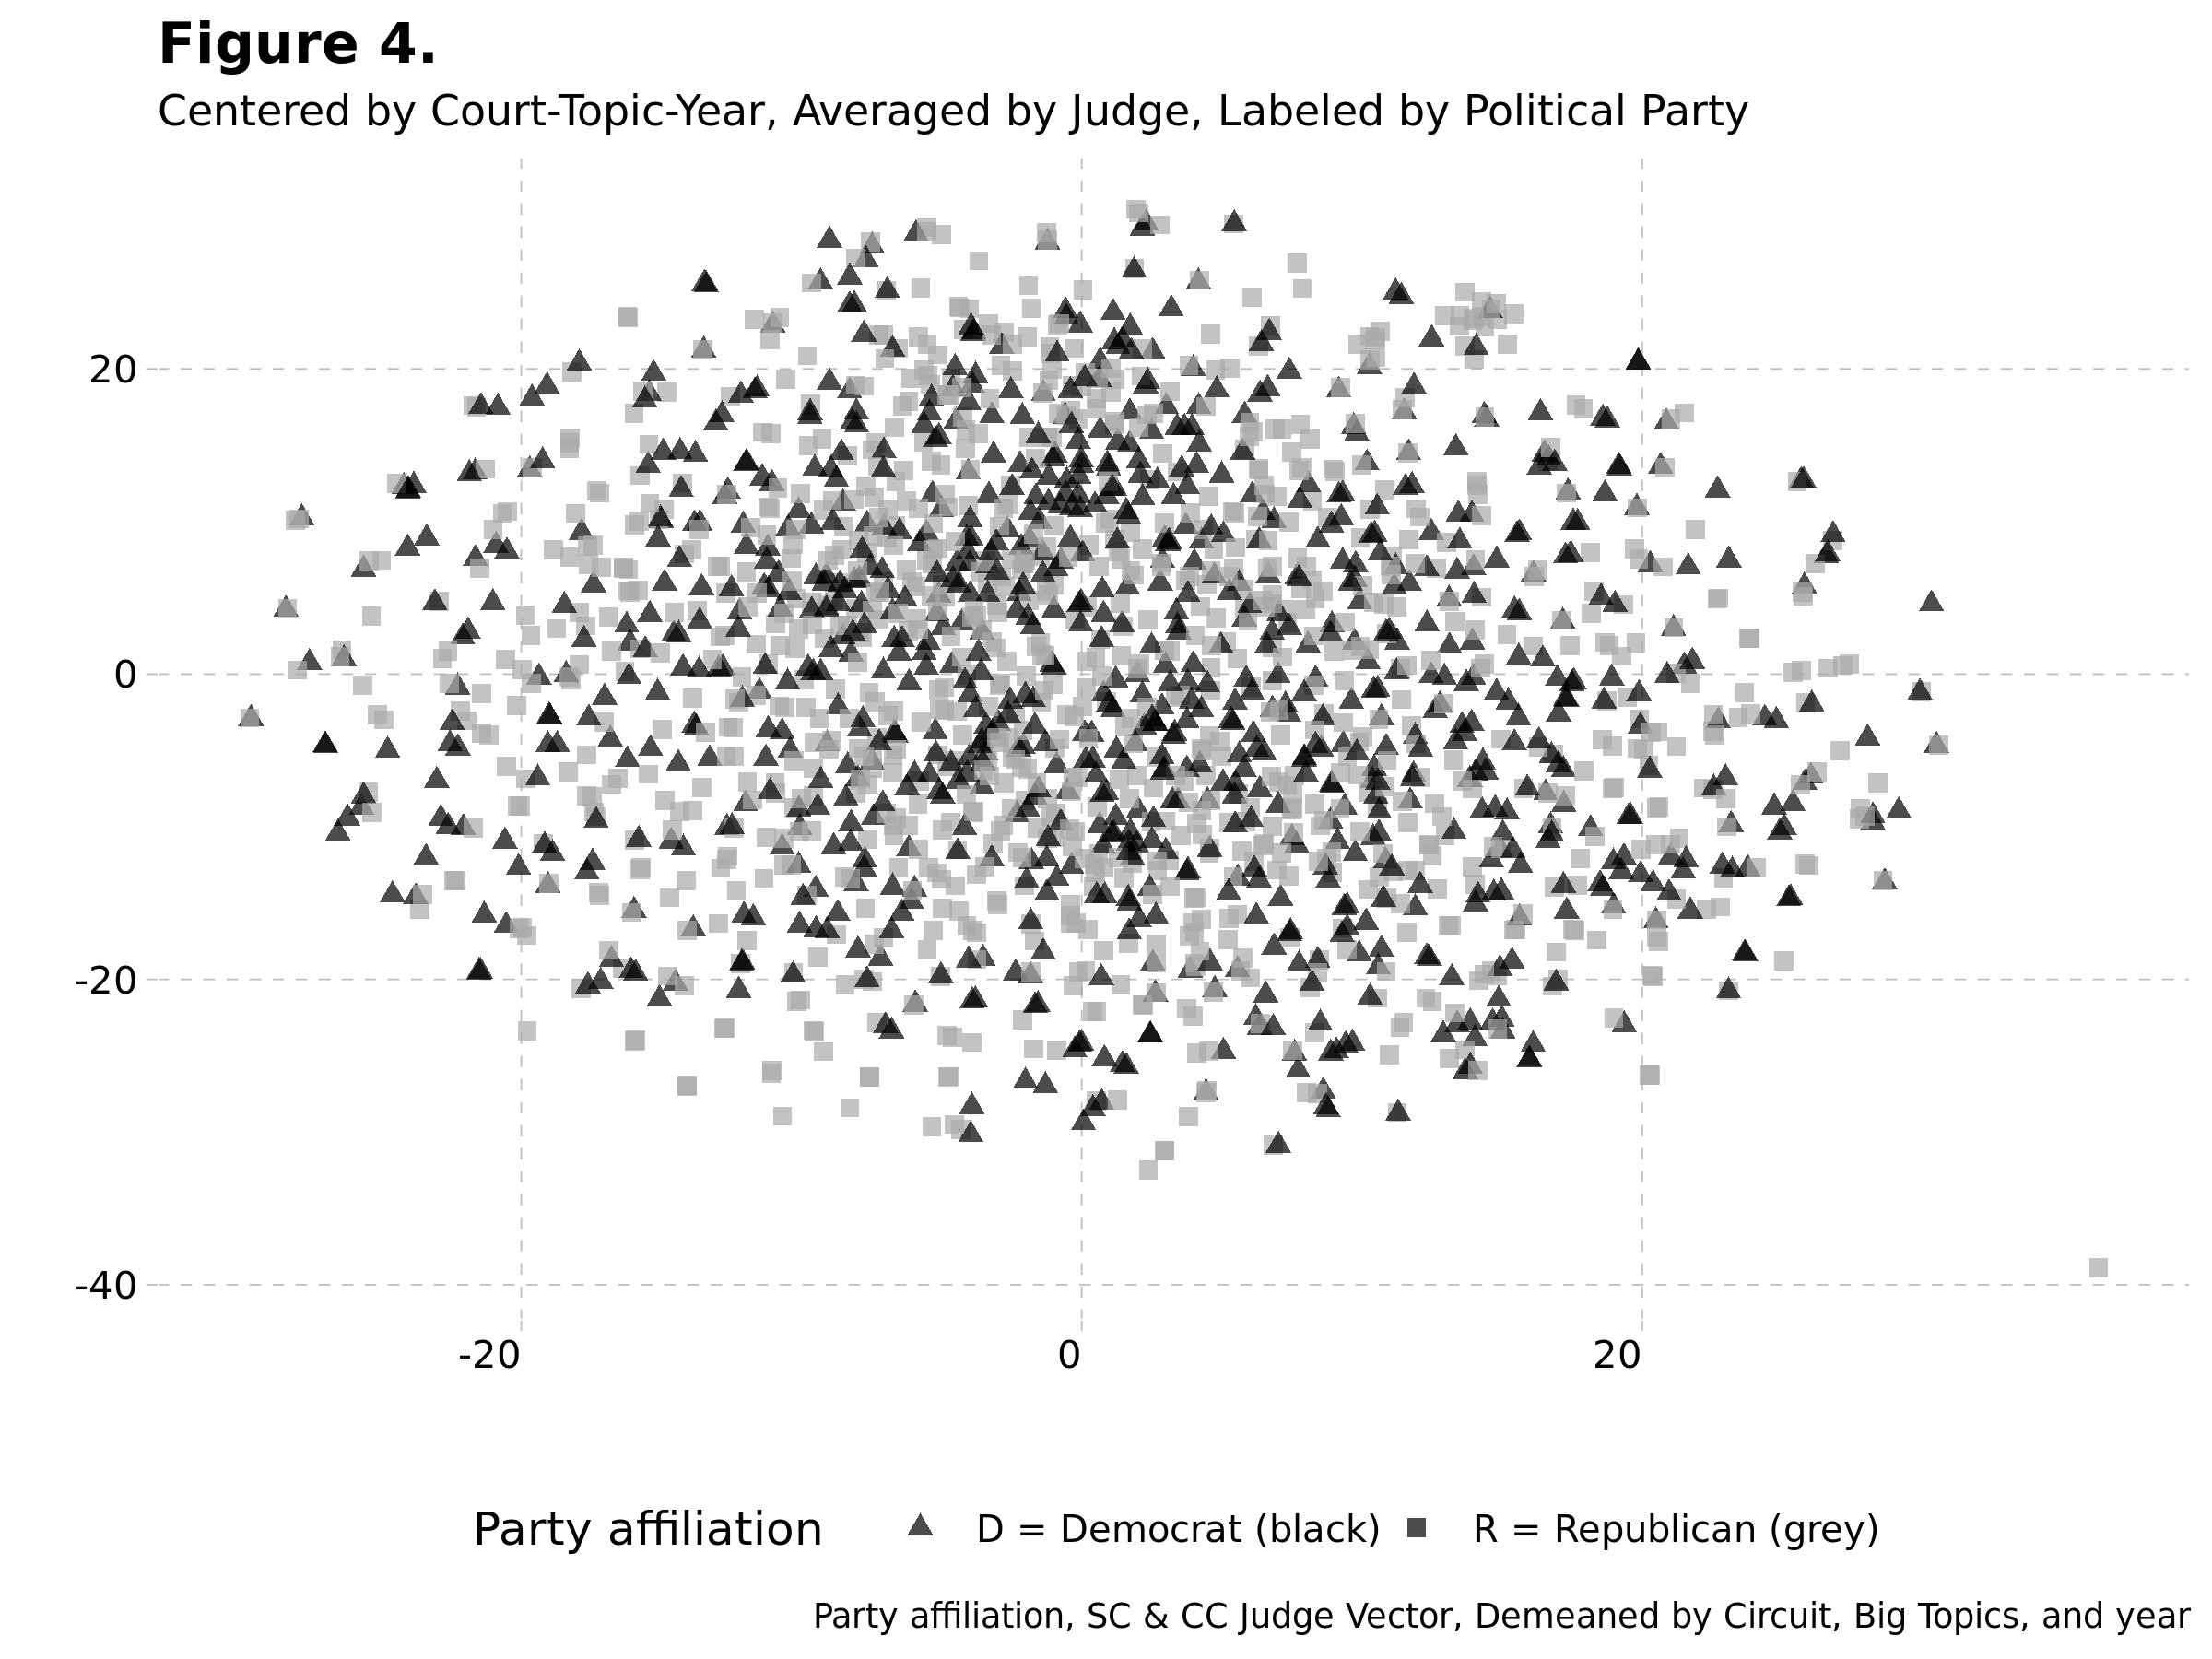 Figure 4.
Centered by Court-Topic-Year, Averaged by Judge, Labeled by Political Party
20
0
-20
-40
-20 0 20
Party affiliation D = Democrat (black) R = Republican (grey)
Party affiliation, SC & CC Judge Vector, Demeaned by Circuit, Big Topics, and year